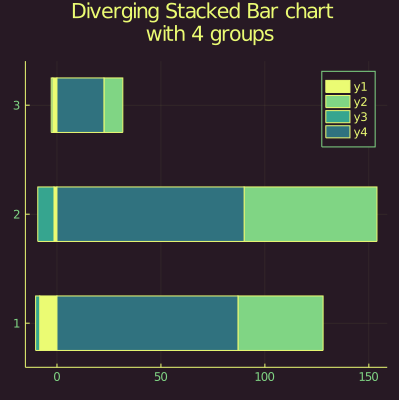 Diverging Stacked Bar chart
with 4 groups
y1
y2
y3
y4
3
2
1
0 50 100 150